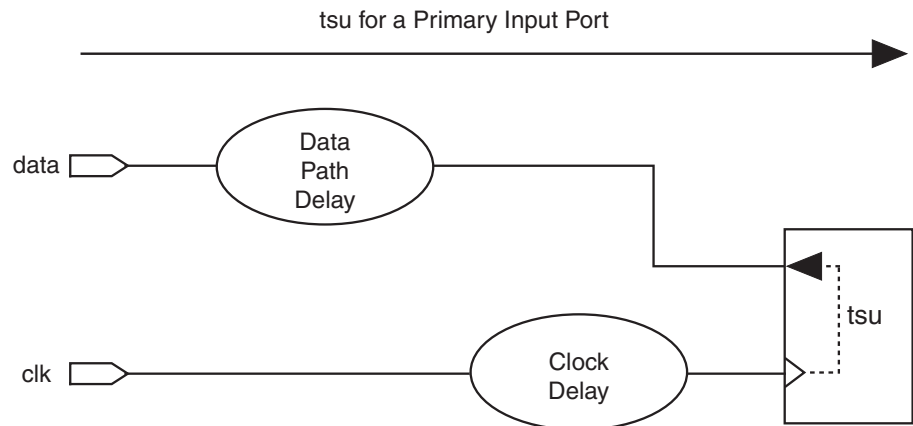 tsu for a Primary Input Port
data
Data
Path
Delay
tsu
clk
Clock
Delay